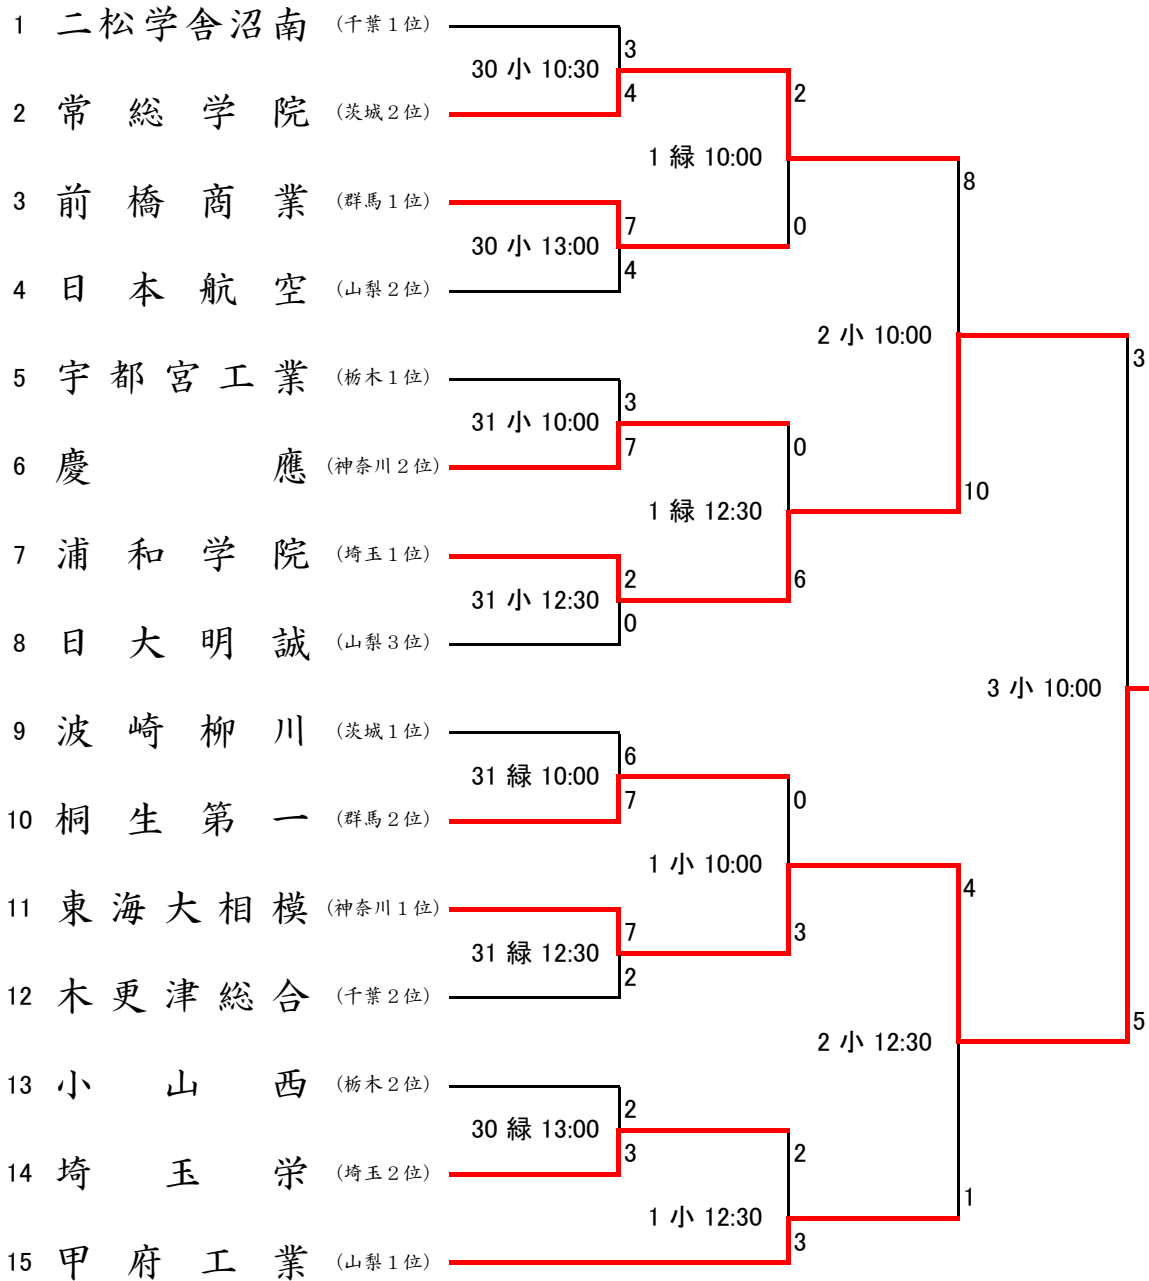 1 二松学舎沼南 (千葉1位)
3
30 小 10:30
4
2
2 常総学院 (茨城2位)
1 緑 10:00
8
3 前橋商業 (群馬1位)
7
0
30 小 13:00
4
4 日本航空 (山梨2位)
2 小 10:00
3
5 宇都宮工業 (栃木1位)
3
31 小 10:00
7
0
6 慶應 (神奈川2位)
10
1 緑 12:30
7 浦和学院 (埼玉1位)
2
6
31 小 12:30
0
8 日大明誠 (山梨3位)
3 小 10:00
9 波崎柳川 (茨城1位)
6
31 緑 10:00
7
0
10 桐生第一 (群馬2位)
1 小 10:00
4
11 東海大相模 (神奈川1位)
7
3
31 緑 12:30
2
12 木更津総合 (千葉2位)
5
2 小 12:30
13 小山西 (栃木2位)
2
30 緑 13:00
3
2
14 埼玉栄 (埼玉2位)
1
1 小 12:30
3
15 甲府工業 (山梨1位)